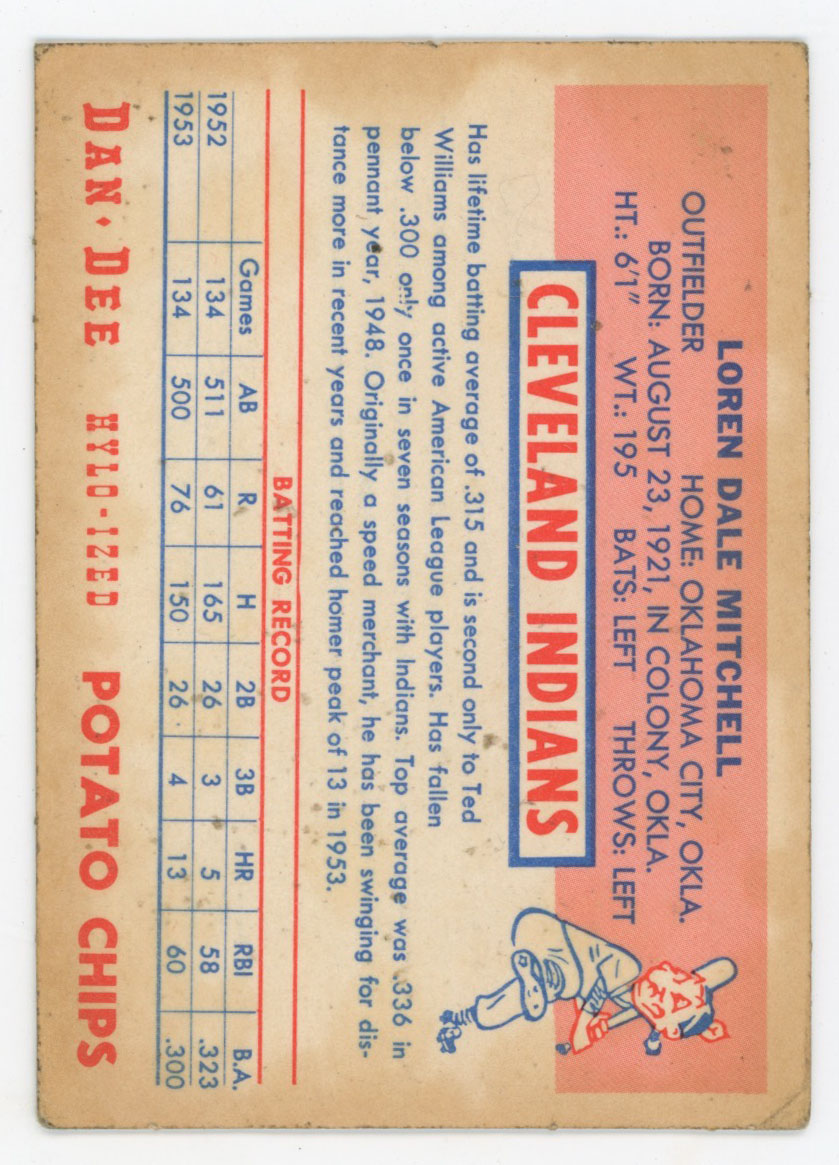 LOREN DALE MITCHELL
OUTFIELDER HOME: OKLAHOMA CITY, OKLA.
BORN: AUGUST 23, 1921, IN COLONY, OKLA.
HT.: 6'1" WT.: 195 BATS: LEFT THROWS: LEFT
CLEVELAND INDIANS
Has lifetime batting average of .315 and is second only to Ted
Williams among active American League players. Has fallen
below .300 only once in seven seasons with Indians. Top average was .336 in
pennant year, 1948. Originally a speed merchant, he has been swinging for dis-
tance more in recent years and reached homer peak of 13 in 1953.
BATTING RECORD
Games AB R H 2B 3B HR RBI B.A.
1952 134 511 61 165 26 3 5 58 .323
1953 134 500 76 150 26 4 13 60 .300
DAN·DEE HYLO-IZED POTATO CHIPS